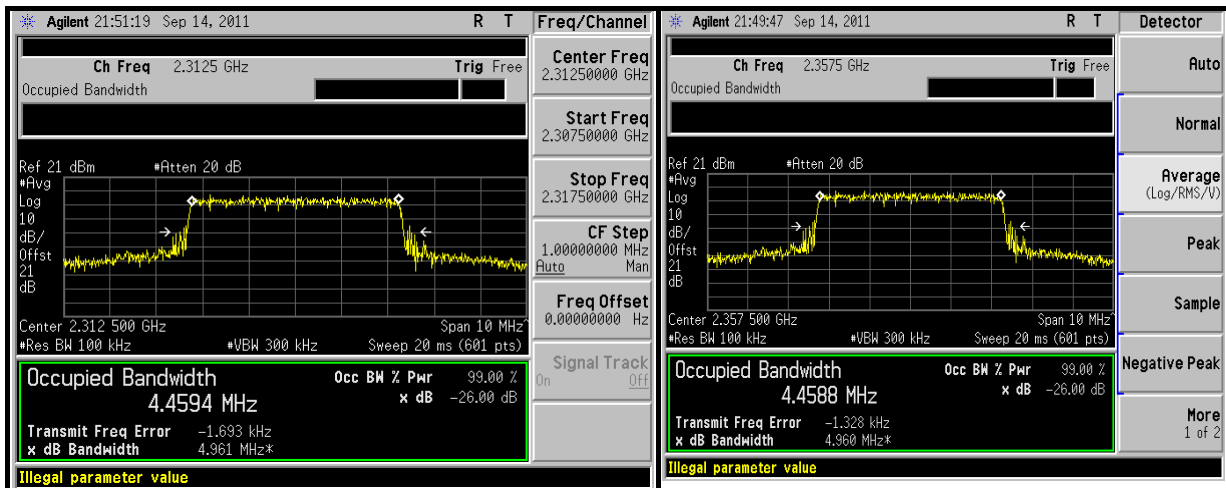 Agilent 21:51:19 Sep 14, 2011 R T
Ch Freq 2.3125 GHz Trig Free
Occupied Bandwidth
Ref 21 dBm #Atten 20 dB
#Avg
Log
10
dB/
Offst
21
dB
Center 2.312 500 GHz Span 10 MHz^
#Res BW 100 kHz #VBW 300 kHz Sweep 20 ms (601 pts)
Occupied Bandwidth Occ BW % Pwr 99.00 %
4.4594 MHz x dB -26.00 dB
Transmit Freq Error -1.693 kHz
x dB Bandwidth 4.961 MHz*
Illegal parameter value
Freq/Channel
Center Freq
2.31250000 GHz
Start Freq
2.30750000 GHz
Stop Freq
2.31750000 GHz
CF Step
1.00000000 MHz
Auto Man
Freq Offset
0.00000000 Hz
Signal Track
On Off
Agilent 21:49:47 Sep 14, 2011 R T
Ch Freq 2.3575 GHz Trig Free
Occupied Bandwidth
Ref 21 dBm #Atten 20 dB
#Avg
Log
10
dB/
Offst
21
dB
Center 2.357 500 GHz Span 10 MHz^
#Res BW 100 kHz #VBW 300 kHz Sweep 20 ms (601 pts)
Occupied Bandwidth Occ BW % Pwr 99.00 %
4.4588 MHz x dB -26.00 dB
Transmit Freq Error -1.328 kHz
x dB Bandwidth 4.960 MHz*
Illegal parameter value
Detector
Auto
Normal
Average
(Log/RMS/V)
Peak
Sample
Negative Peak
More
1 of 2